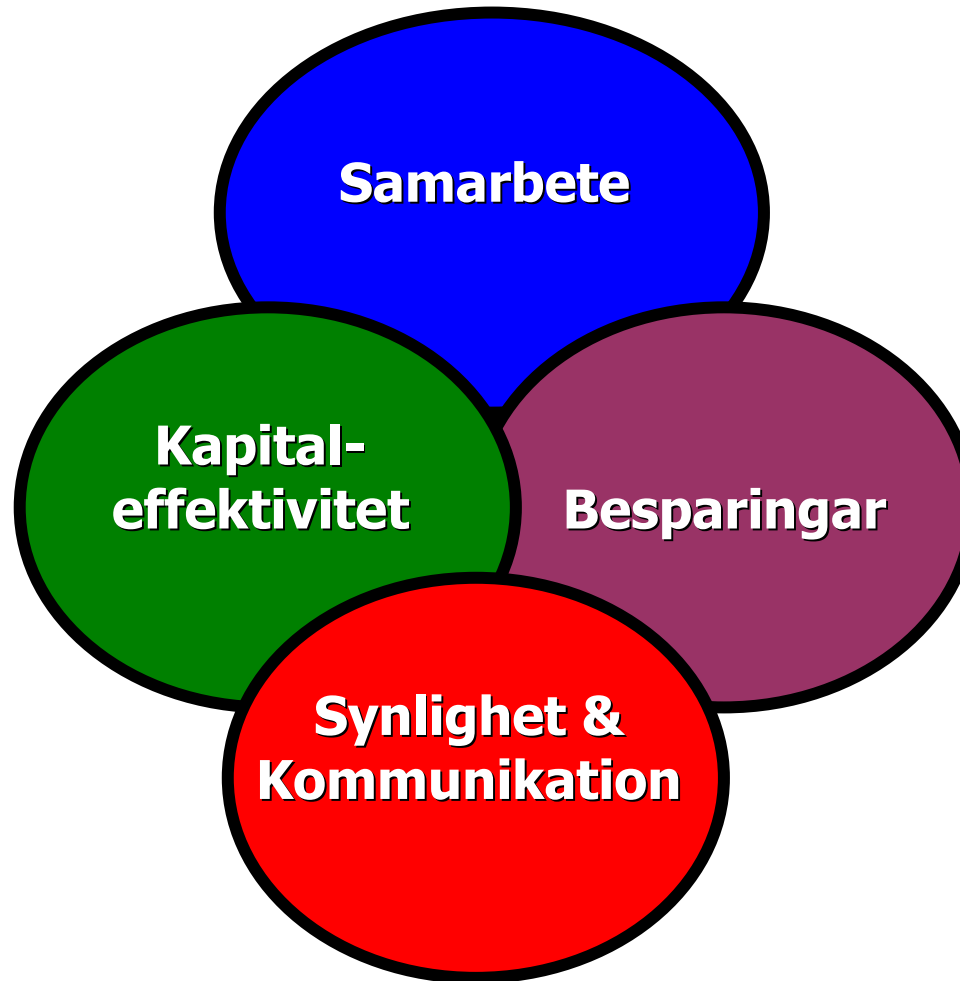 Samarbete
Kapital-
effektivitet
Besparingar
Synlighet &
Kommunikation